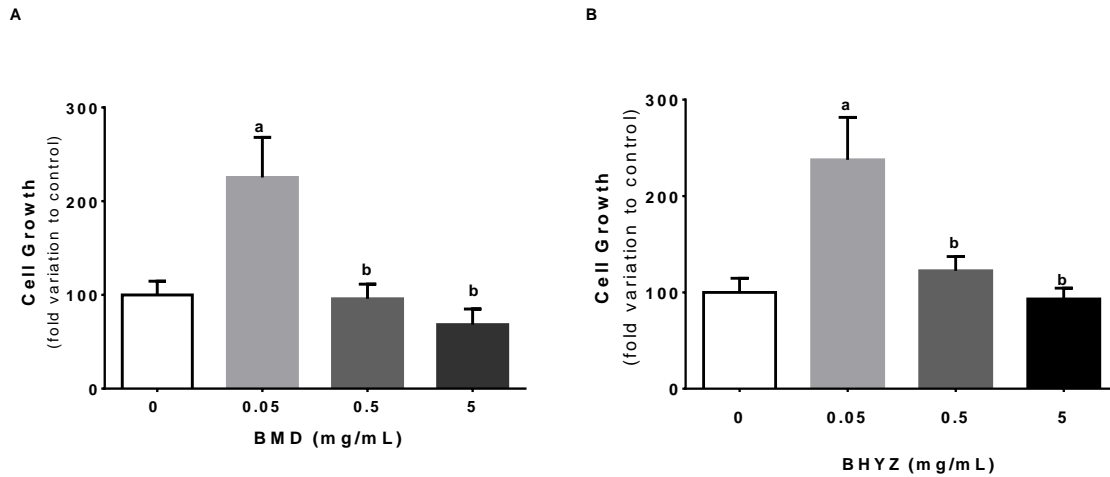 A
Cell Growth
(fold variation to control)
300
200
100
0
a
b
b
0
0.05
0.5
5
BMD (mg/mL)
B
Cell Growth
(fold variation to control)
300
200
100
0
a
b
b
0
0.05
0.5
5
BHYZ (mg/mL)